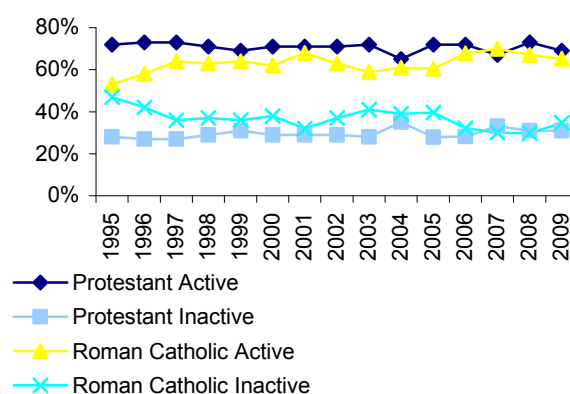 80%
60%
40%
20%
0%
1995 1996 1997 1998 1999 2000 2001 2002 2003 2004 2005 2006 2007 2008 2009
Protestant Active
Protestant Inactive
Roman Catholic Active
Roman Catholic Inactive